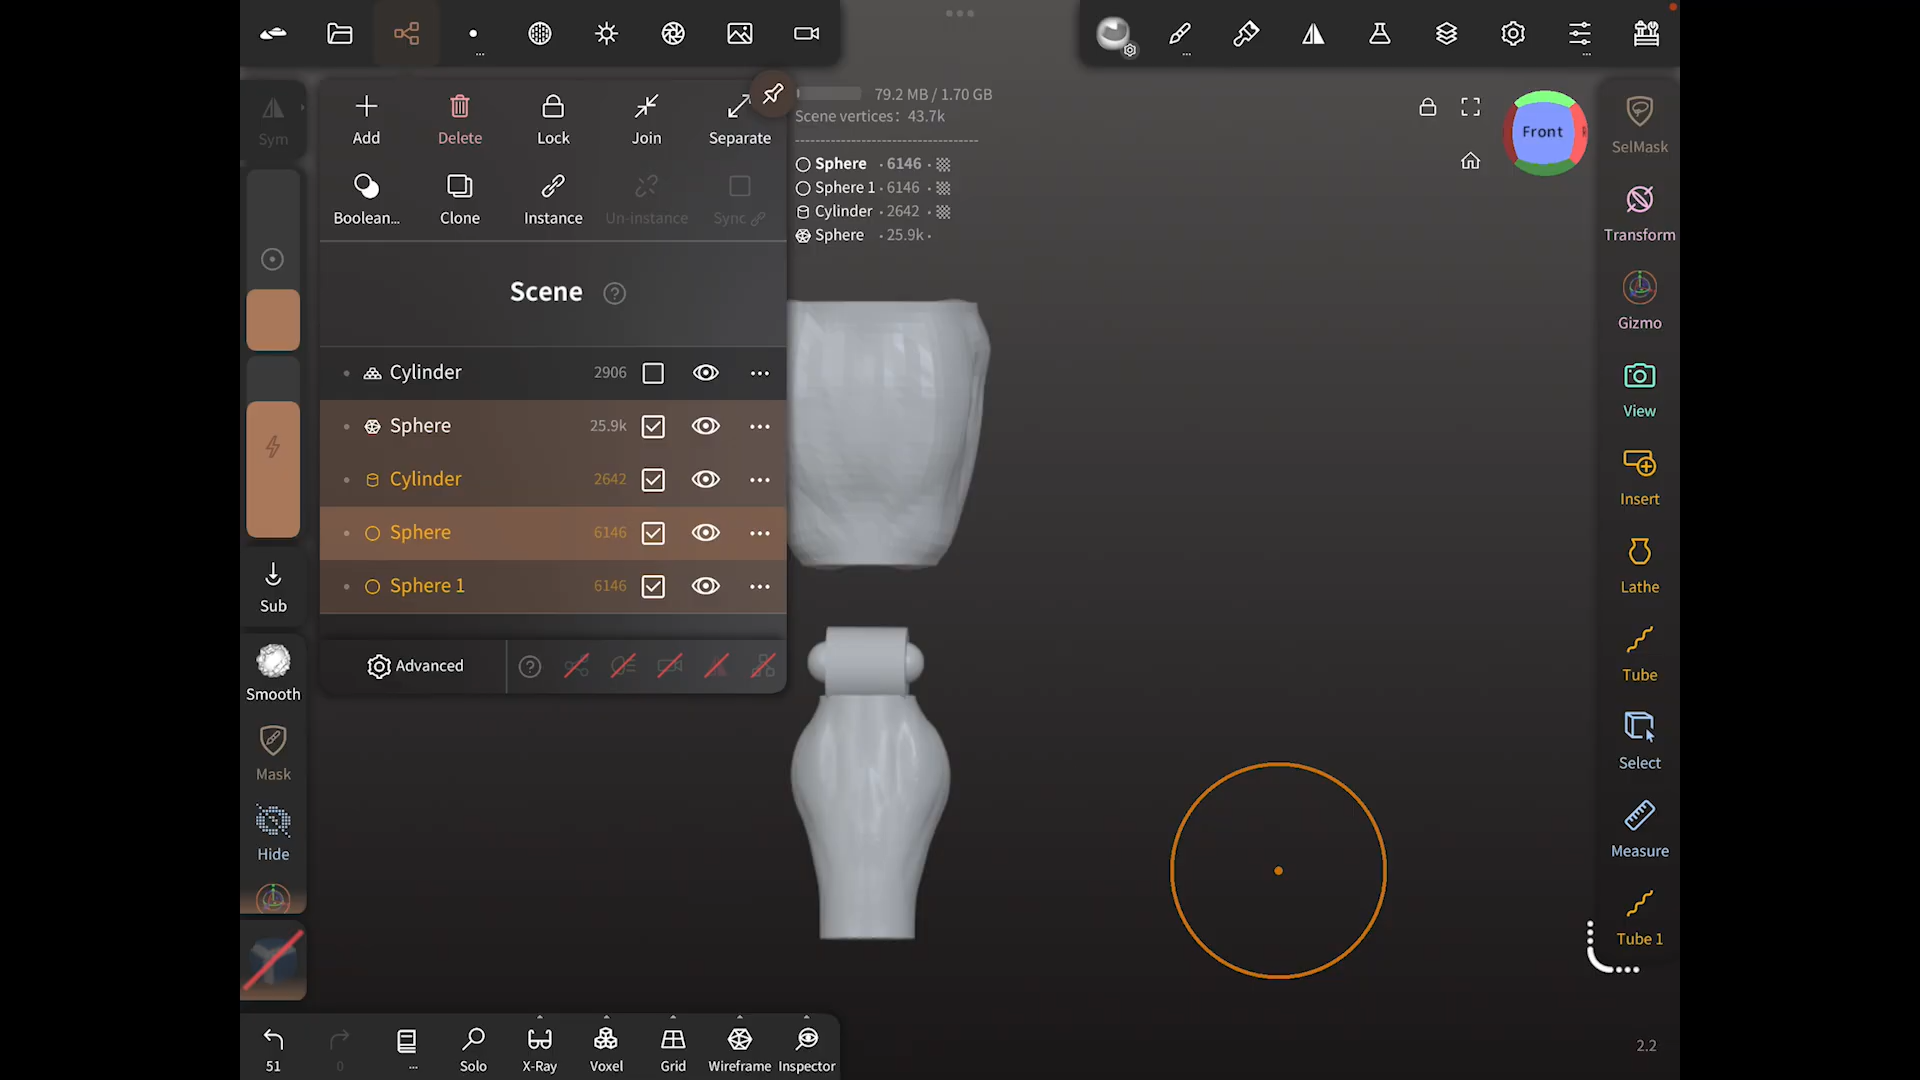 Sym
Add
Delete
Lock
Join
Separate
Boolean...
Clone
Instance
Un-instance
Sync
Scene ?
Cylinder 2906
Sphere 25.9k
Cylinder 2642
Sphere 6146
Sphere 1 6146
Advanced ?
79.2 MB / 1.70 GB
Scene vertices: 43.7k
Sphere · 6146 ·
Sphere 1 · 6146 ·
Cylinder · 2642 ·
Sphere · 25.9k ·
Front
SelMask
Transform
Gizmo
View
Insert
Lathe
Tube
Select
Measure
Tube 1
Sub
Smooth
Mask
Hide
51
0
...
Solo
X-Ray
Voxel
Grid
Wireframe
Inspector
2.2